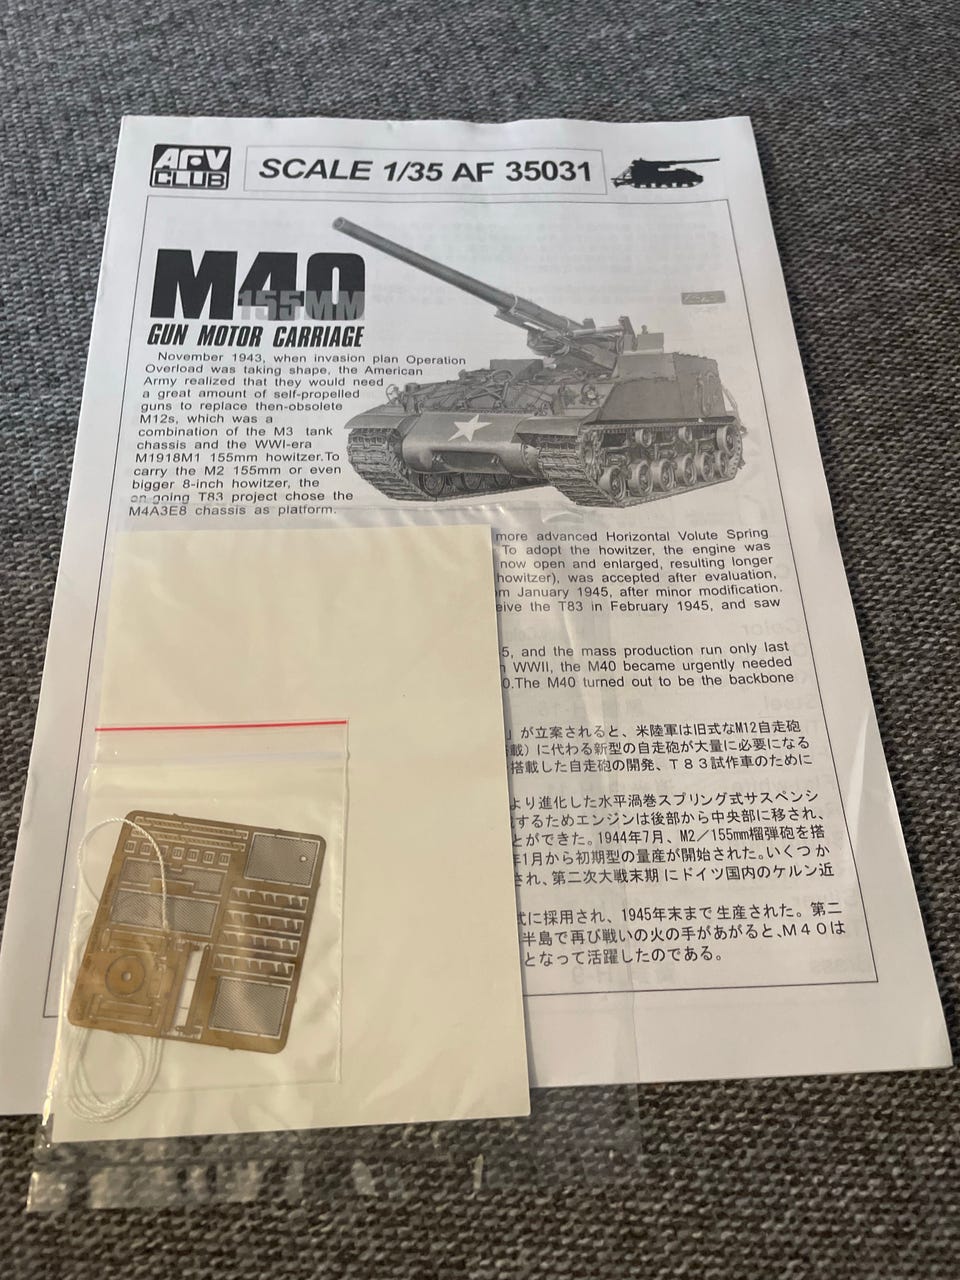 AFV
CLUB
SCALE 1/35 AF 35031
M40
155MM
GUN MOTOR CARRIAGE
November 1943, when invasion plan Operation
Overload was taking shape, the American
Army realized that they would need
a great amount of self-propelled
guns to replace then-obsolete
M12s, which was a
combination of the M3 tank
chassis and the WWI-era
M1918M1 155mm howitzer.To
carry the M2 155mm or even
bigger 8-inch howitzer, the
on-going T83 project chose the
M4A3E8 chassis as platform.
more advanced Horizontal Volute Spring
To adopt the howitzer, the engine was
now open and enlarged, resulting longer
howitzer), was accepted after evaluation,
January 1945, after minor modification.
the T83 in February 1945, and saw
5, and the mass production run only last
WWII, the M40 became urgently needed
0.The M40 turned out to be the backbone
」が立案されると、米陸軍は旧式なM12自走砲
載）に代わる新型の自走砲が大量に必要になる
搭載した自走砲の開発、T83試作車のために
より進化した水平渦巻スプリング式サスペンシ
するためエンジンは後部から中央部に移され、
とができた。1944年7月、M2／155mm榴弾砲を搭
年1月から初期型の量産が開始された。いくつか
され、第二次大戦末期にドイツ国内のケルン近
式に採用され、1945年末まで生産された。第二
半島で再び戦いの火の手があがると、M40は
となって活躍したのである。